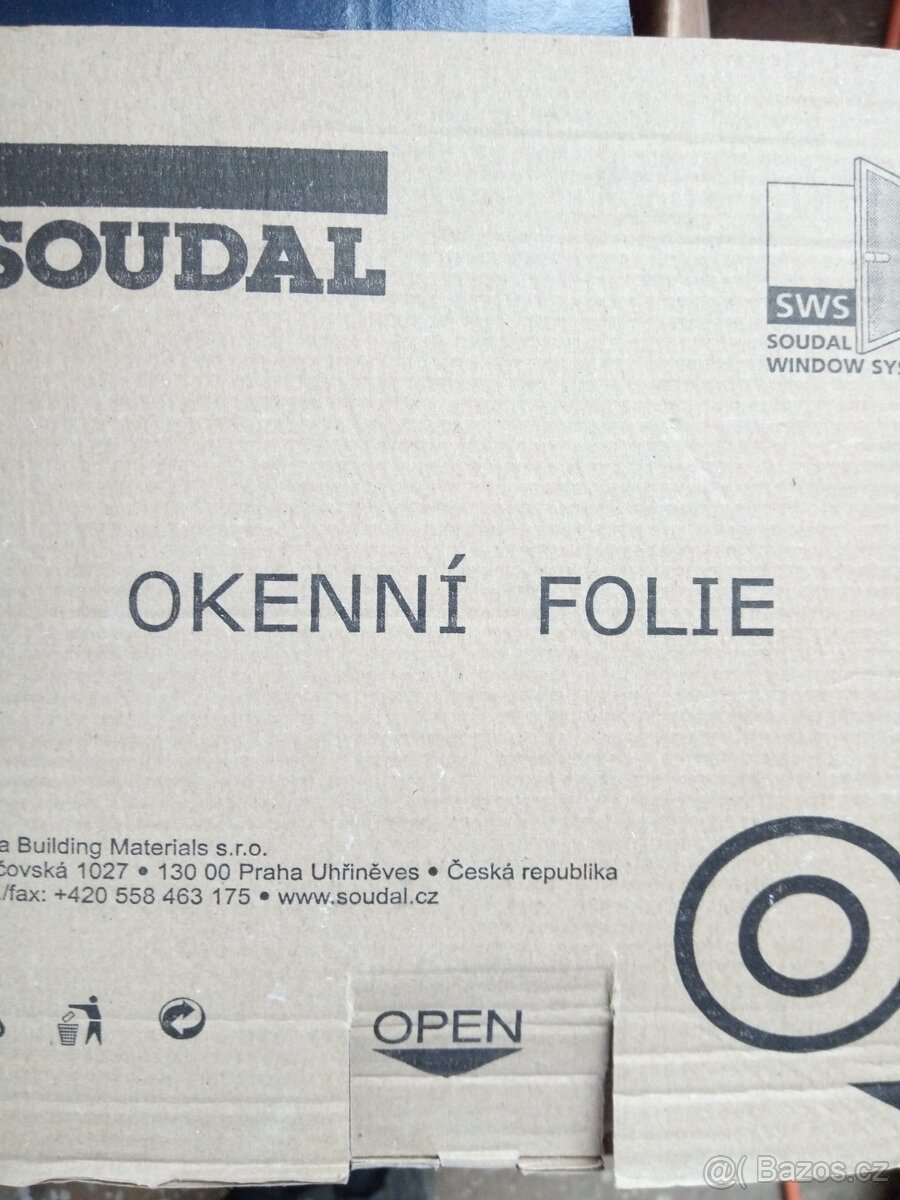 SOUDAL
SWS
SOUDAL
WINDOW SYS
OKENNÍ FOLIE
a Building Materials s.r.o.
čovská 1027 • 130 00 Praha Uhříněves • Česká republika
./fax: +420 558 463 175 • www.soudal.cz
OPEN
@( Bazos.cz